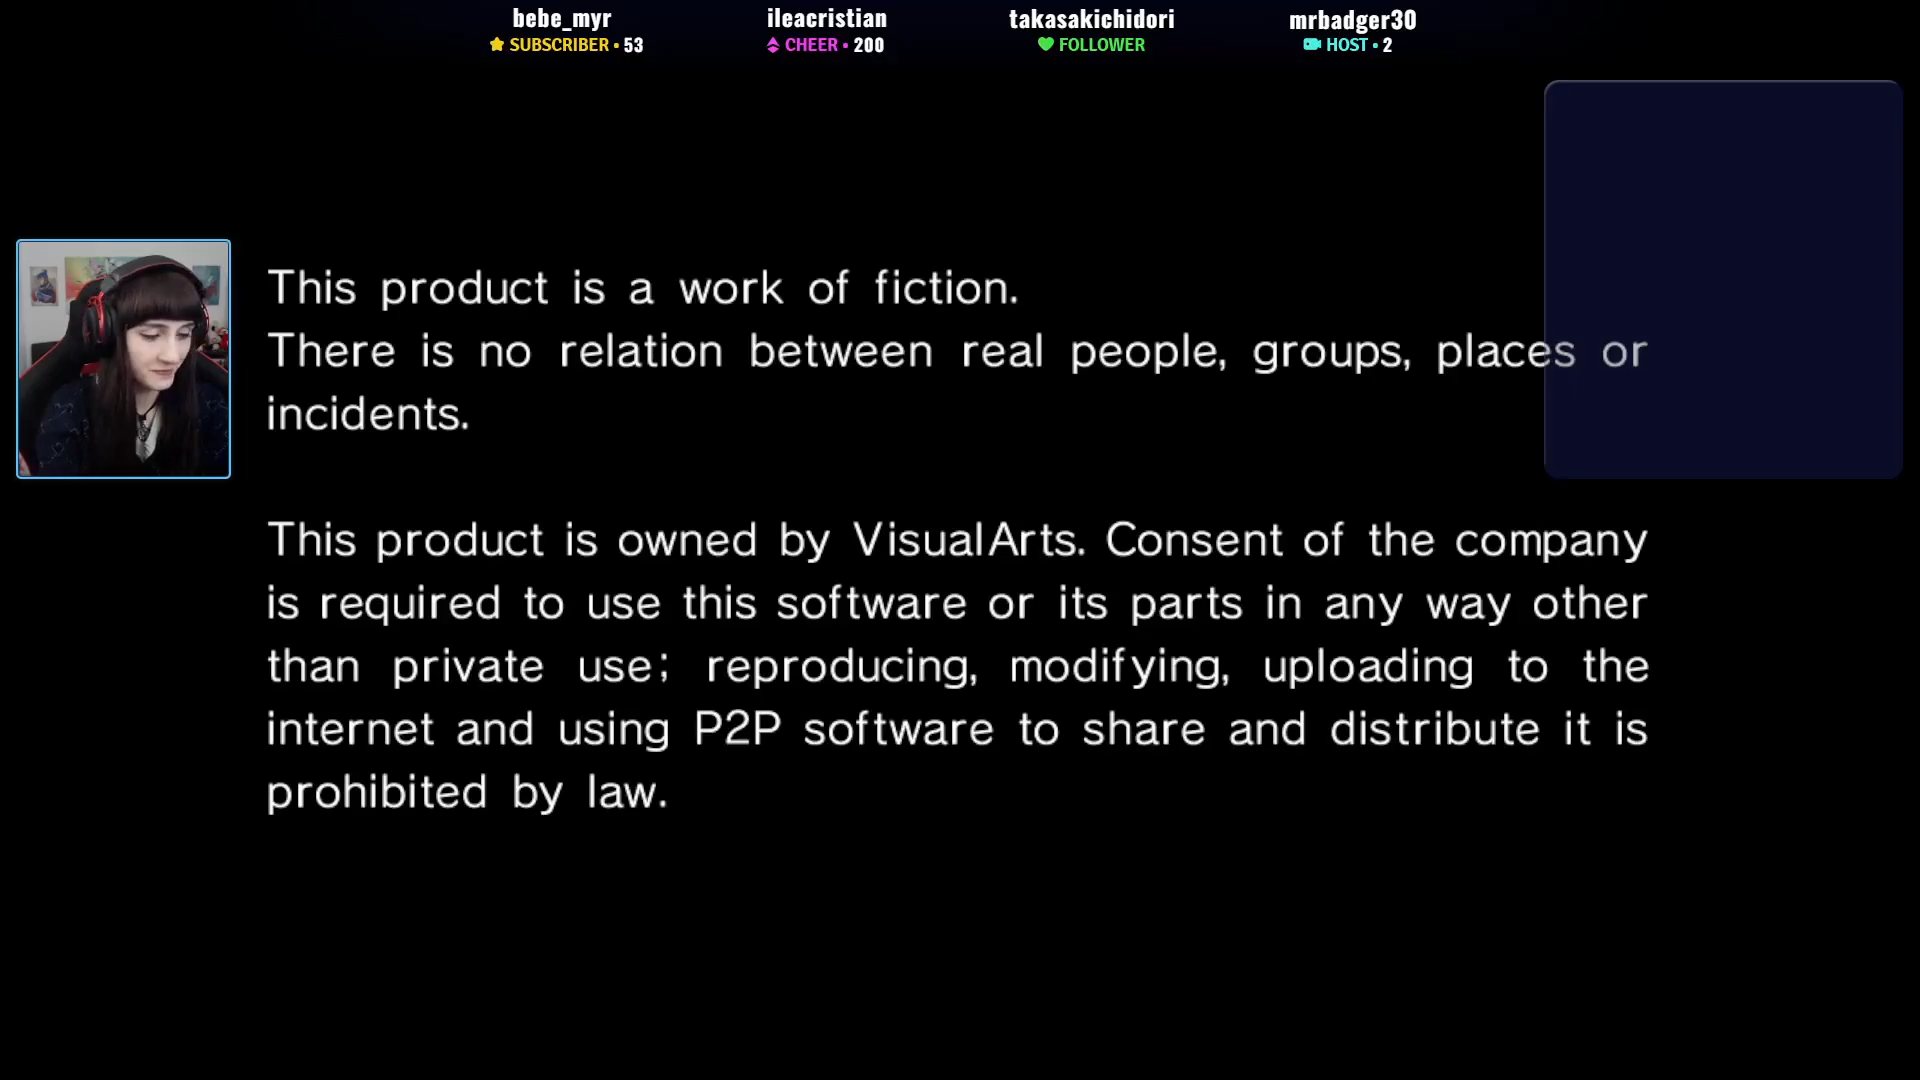 bebe_myr
SUBSCRIBER • 53
ileacristian
CHEER • 200
takasakichidori
FOLLOWER
mrbadger30
HOST • 2
This product is a work of fiction.
There is no relation between real people, groups, places or
incidents.
This product is owned by VisualArts. Consent of the company
is required to use this software or its parts in any way other
than private use; reproducing, modifying, uploading to the
internet and using P2P software to share and distribute it is
prohibited by law.